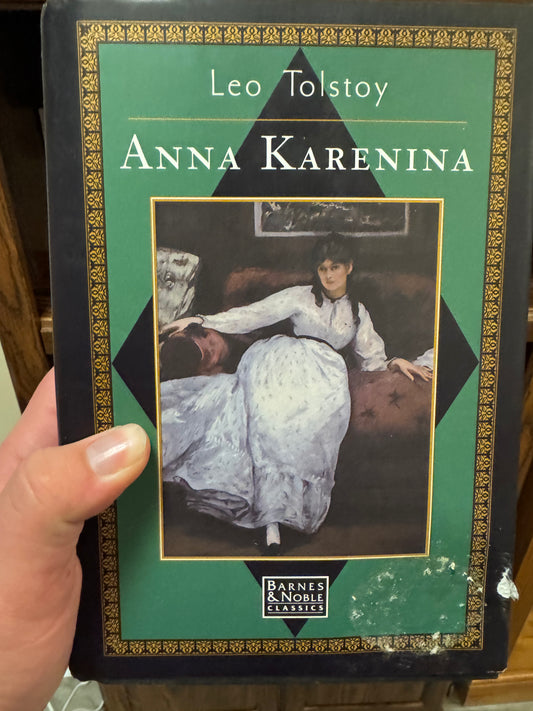 Leo Tolstoy
ANNA KARENINA
BARNES
& NOBLE
CLASSICS